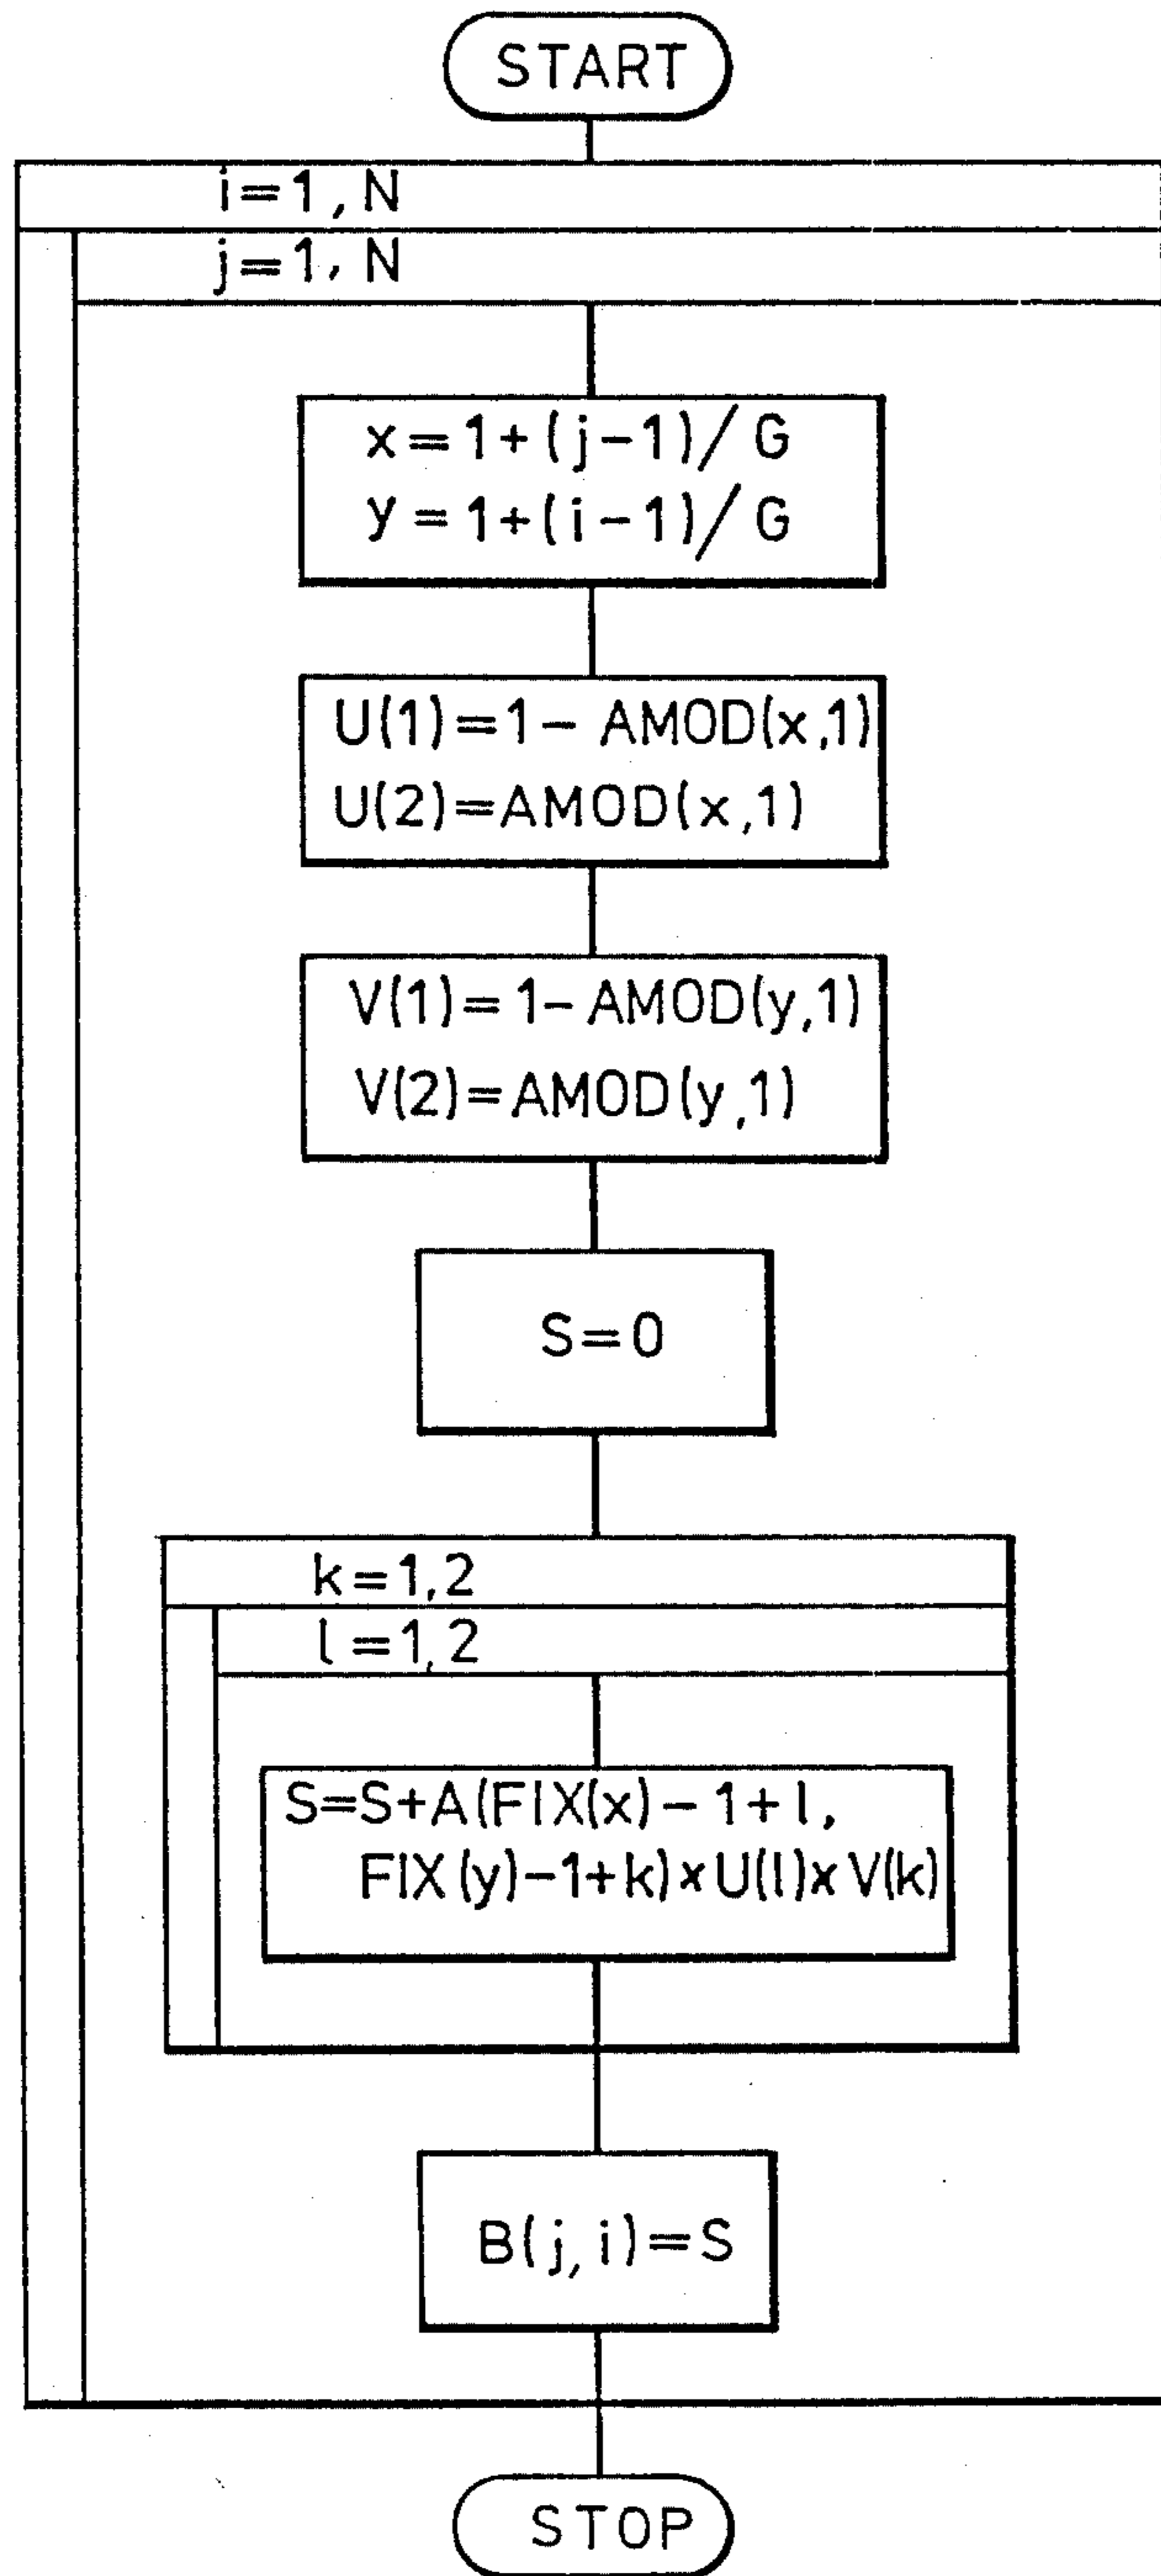 START
i=1, N
j=1, N
x=1+(j-1)/G
y=1+(i-1)/G
U(1)=1- AMOD(x,1)
U(2)=AMOD(x,1)
V(1)=1-AMOD(y,1)
V(2)=AMOD(y,1)
S=0
k=1,2
l=1,2
S=S+A(FIX(x)-1+l,
FIX(y)-1+k)×U(l)×V(k)
B(j,i)=S
STOP